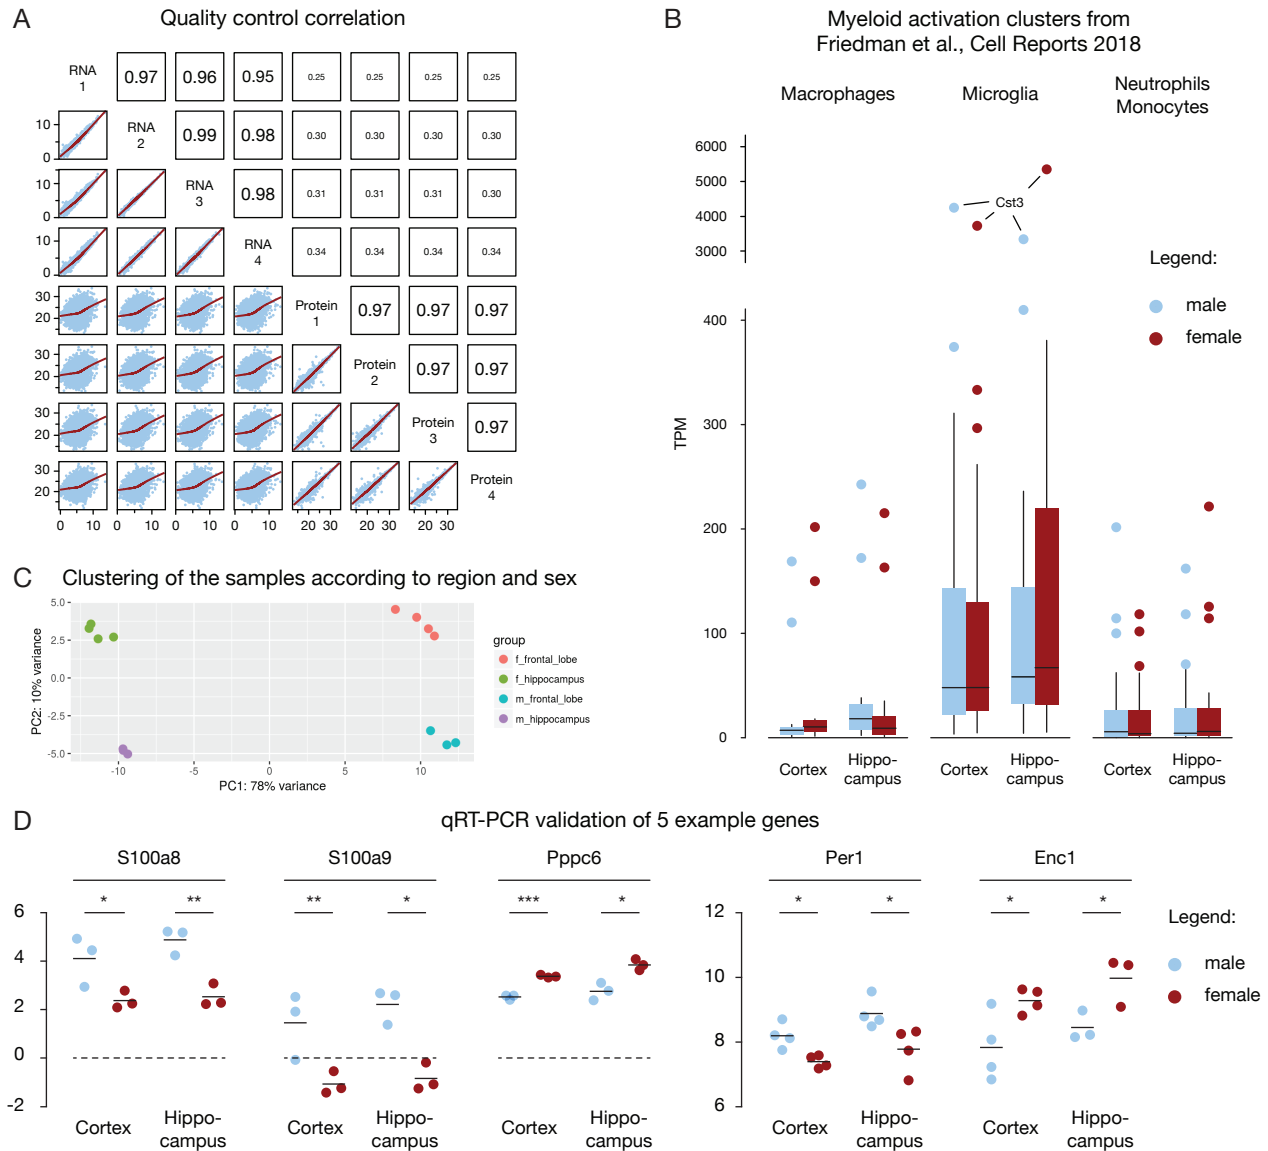 A
Quality control correlation
RNA
1
0.97
0.96
0.95
0.25
0.25
0.25
0.25
10
0
RNA
2
0.99
0.98
0.30
0.30
0.30
0.30
10
0
RNA
3
0.98
0.31
0.31
0.31
0.30
10
0
RNA
4
0.34
0.34
0.34
0.34
30
20
Protein
1
0.97
0.97
0.97
30
20
Protein
2
0.97
0.97
30
20
Protein
3
0.97
30
20
Protein
4
0 10
0 10
0 10
0 10
20 30
20 30
20 30
B
Myeloid activation clusters from
Friedman et al., Cell Reports 2018
Macrophages
Microglia
Neutrophils
Monocytes
6000
5000
4000
3000
400
300
200
100
0
TPM
Cst3
Legend:
male
female
Cortex
Hippo-
campus
Cortex
Hippo-
campus
Cortex
Hippo-
campus
C
Clustering of the samples according to region and sex
5.0
2.5
0.0
-2.5
-5.0
PC2: 10% variance
-10
-5
0
5
10
PC1: 78% variance
group
f_frontal_lobe
f_hippocampus
m_frontal_lobe
m_hippocampus
D
qRT-PCR validation of 5 example genes
S100a8
S100a9
Pppc6
Per1
Enc1
* ** ** * *** * * * * *
6
4
2
0
-2
12
10
8
6
Legend:
male
female
Cortex
Hippo-
campus
Cortex
Hippo-
campus
Cortex
Hippo-
campus
Cortex
Hippo-
campus
Cortex
Hippo-
campus